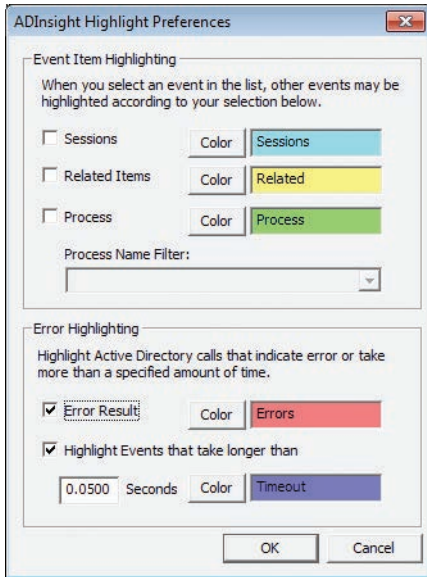 ADInsight Highlight Preferences
Event Item Highlighting
When you select an event in the list, other events may be
highlighted according to your selection below.
Sessions Color Sessions
Related Items Color Related
Process Color Process
Process Name Filter:
Error Highlighting
Highlight Active Directory calls that indicate error or take
more than a specified amount of time.
Error Result Color Errors
Highlight Events that take longer than
0.0500 Seconds Color Timeout
OK Cancel